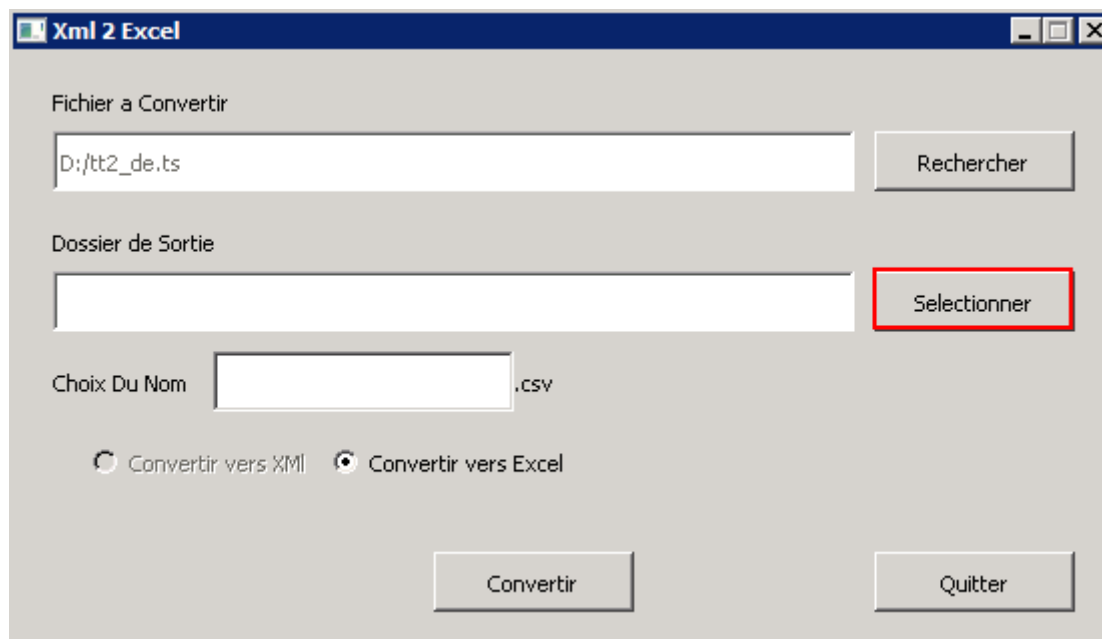 Xml 2 Excel
Fichier a Convertir
D:/tt2_de.ts
Rechercher
Dossier de Sortie
Selectionner
Choix Du Nom .csv
Convertir vers XMl Convertir vers Excel
Convertir Quitter